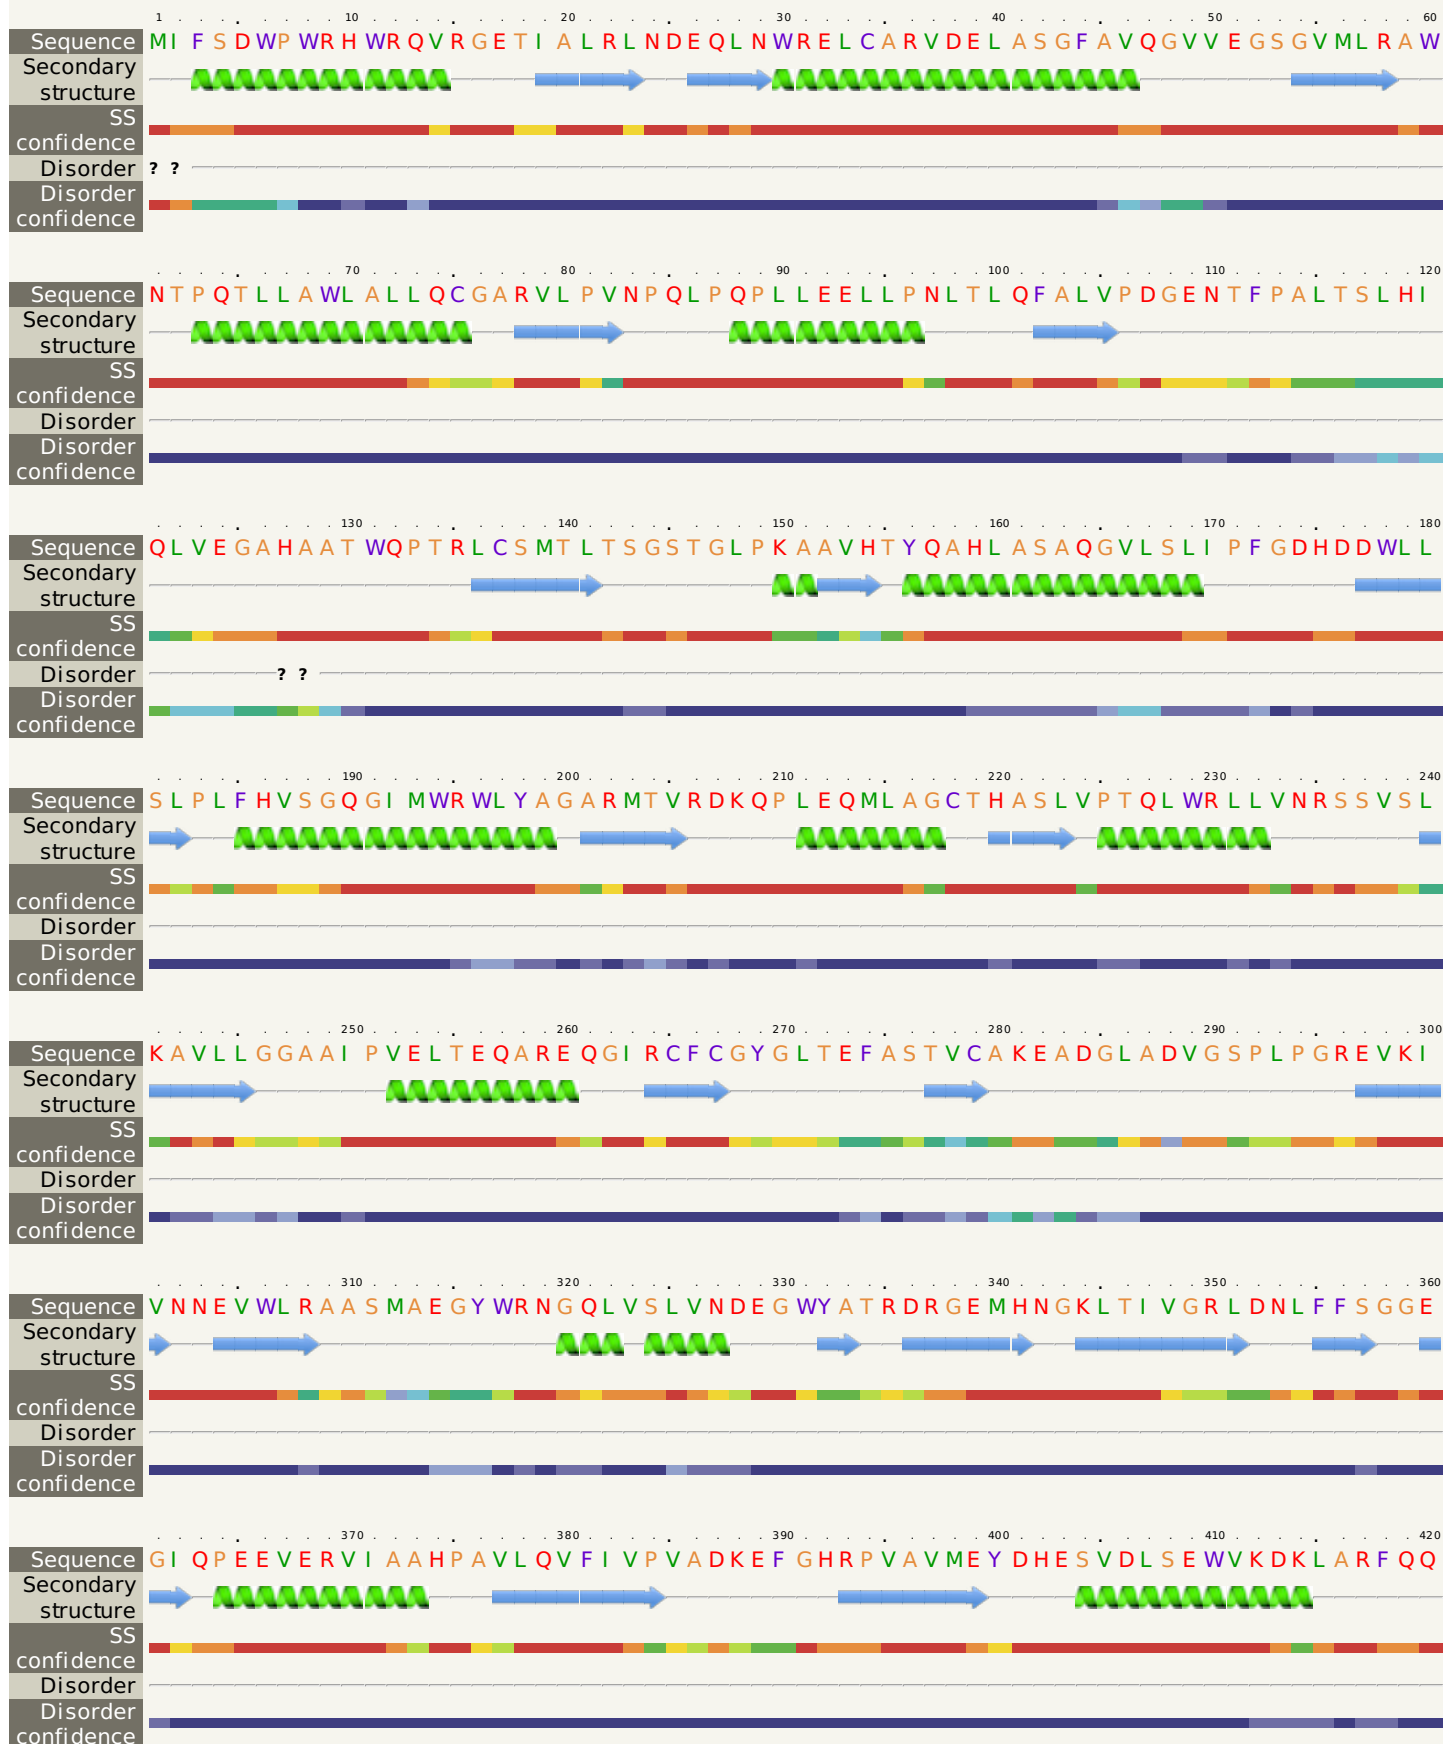 1 10 20 30 40 50 60
Sequence MIFSDWPWRHWRQVRGETIALRLNDEQLNWRELCARVDELASGFAVQGVVEGSGVMLRAW
Secondary
structure
SS
confidence
Disorder ? ?
Disorder
confidence
70 80 90 100 110 120
Sequence NTPQTLLAWLALLQCGARVLPVNPQLPQPLLEELLPNLTLQFALVPDGENTFPALTSLHI
Secondary
structure
SS
confidence
Disorder
Disorder
confidence
130 140 150 160 170 180
Sequence QLVEGAHAATWQPTRLCSMTLTSGSTGLPKAAVHTYQAHLASAQGVLSLIPFGDHDDWLL
Secondary
structure
SS
confidence
Disorder ? ?
Disorder
confidence
190 200 210 220 230 240
Sequence SLPLFHVSGQGIMWRWLYAGARMTVRDKQPLEQMLAGCTHASLVPTQLWRLLVNRSSVSL
Secondary
structure
SS
confidence
Disorder
Disorder
confidence
250 260 270 280 290 300
Sequence KAVLLGGAAIPVELTEQAREQGIRCFCGYGLTEFASTVCAKEADGLADVGSPLPGREVKI
Secondary
structure
SS
confidence
Disorder
Disorder
confidence
310 320 330 340 350 360
Sequence VNNEVWLRAASMAEGYWRNGQLVSLVNDEGWYATRDRGEMHNGKLTIVGRLDNLFFSGGE
Secondary
structure
SS
confidence
Disorder
Disorder
confidence
370 380 390 400 410 420
Sequence GIQPEEVERVIAAHPAVLQVFIVPVADKEFGHRPVAVMEYDHESVDLSEWVKDKLARFQQ
Secondary
structure
SS
confidence
Disorder
Disorder
confidence